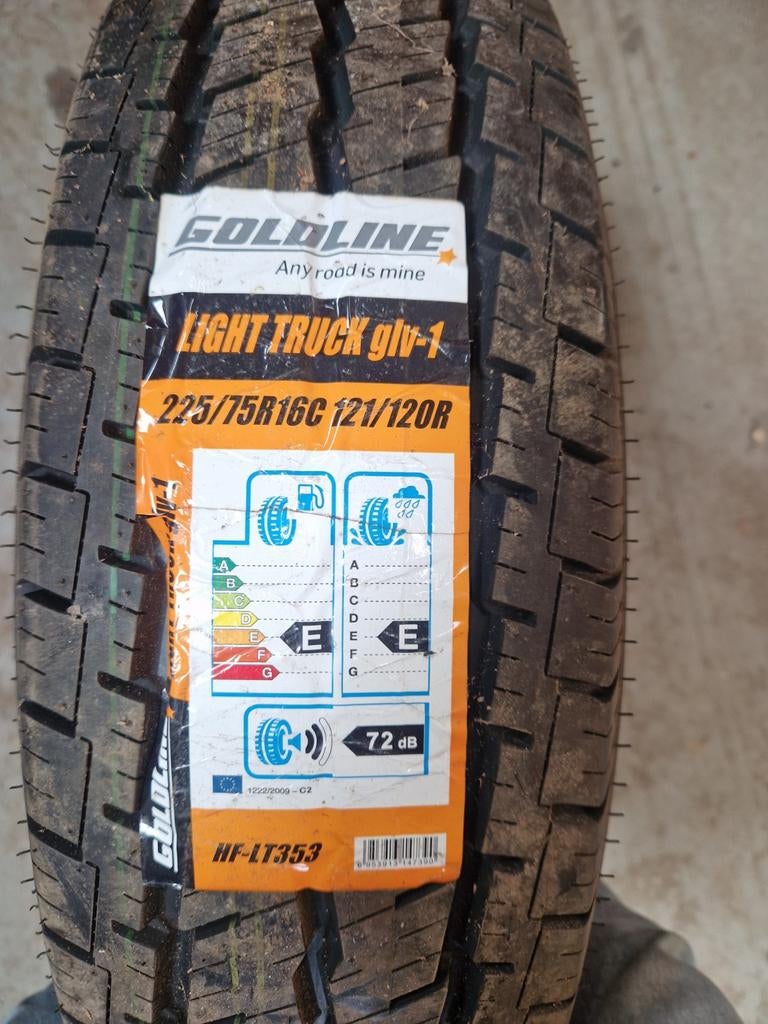 GOLDLINE
Any road is mine
LIGHT TRUCK glv-1
225/75R16C 121/120R
A
B
C
D
E
F
G
E
A
B
C
D
E
F
G
E
72 dB
1222/2009 – C2
HF-LT353
GOLDLINE